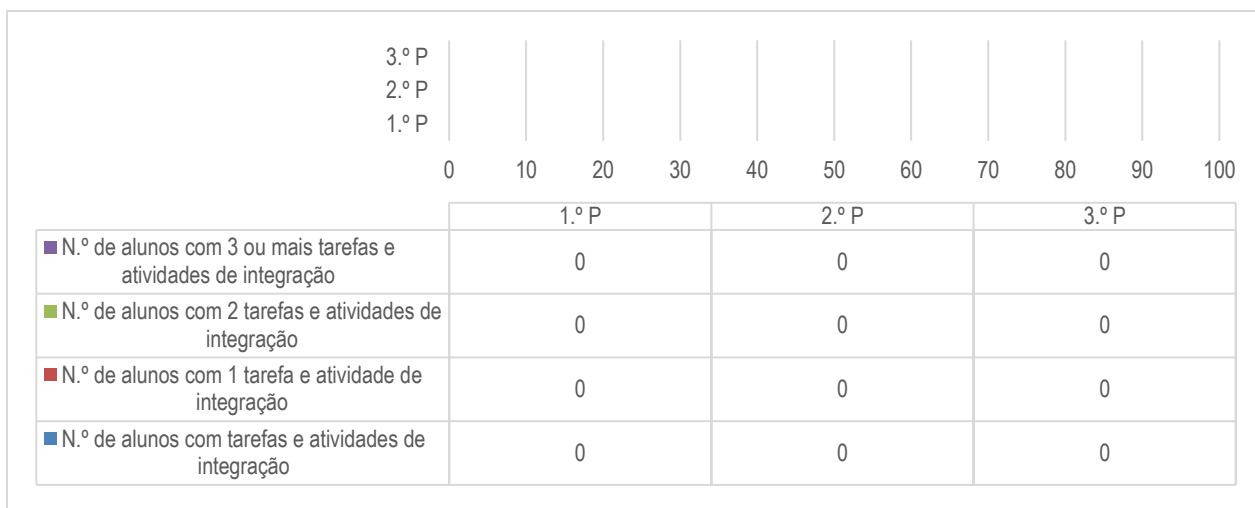 3.º P
2.º P
1.º P
0 10 20 30 40 50 60 70 80 90 100
1.º P 2.º P 3.º P
N.º de alunos com 3 ou mais tarefas e
atividades de integração
0 0 0
N.º de alunos com 2 tarefas e atividades de
integração
0 0 0
N.º de alunos com 1 tarefa e atividade de
integração
0 0 0
N.º de alunos com tarefas e atividades de
integração
0 0 0